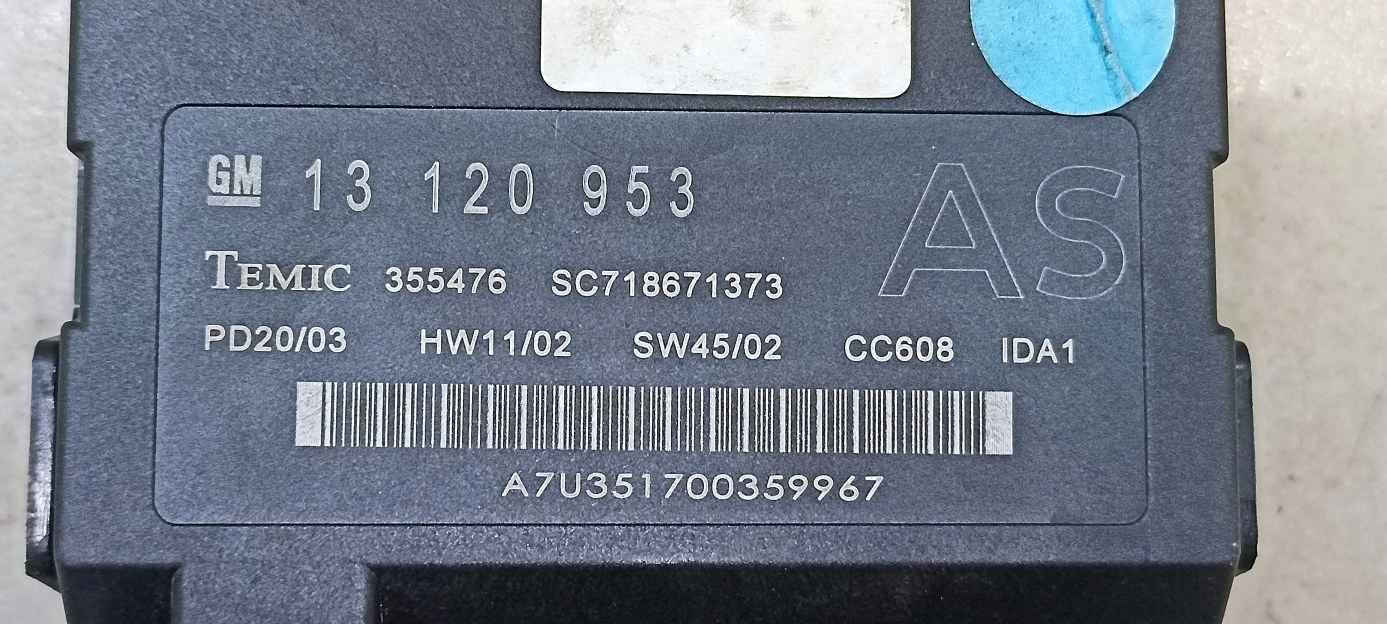 GM 13 120 953 AS
TEMIC 355476 SC718671373
PD20/03 HW11/02 SW45/02 CC608 IDA1
A7U351700359967